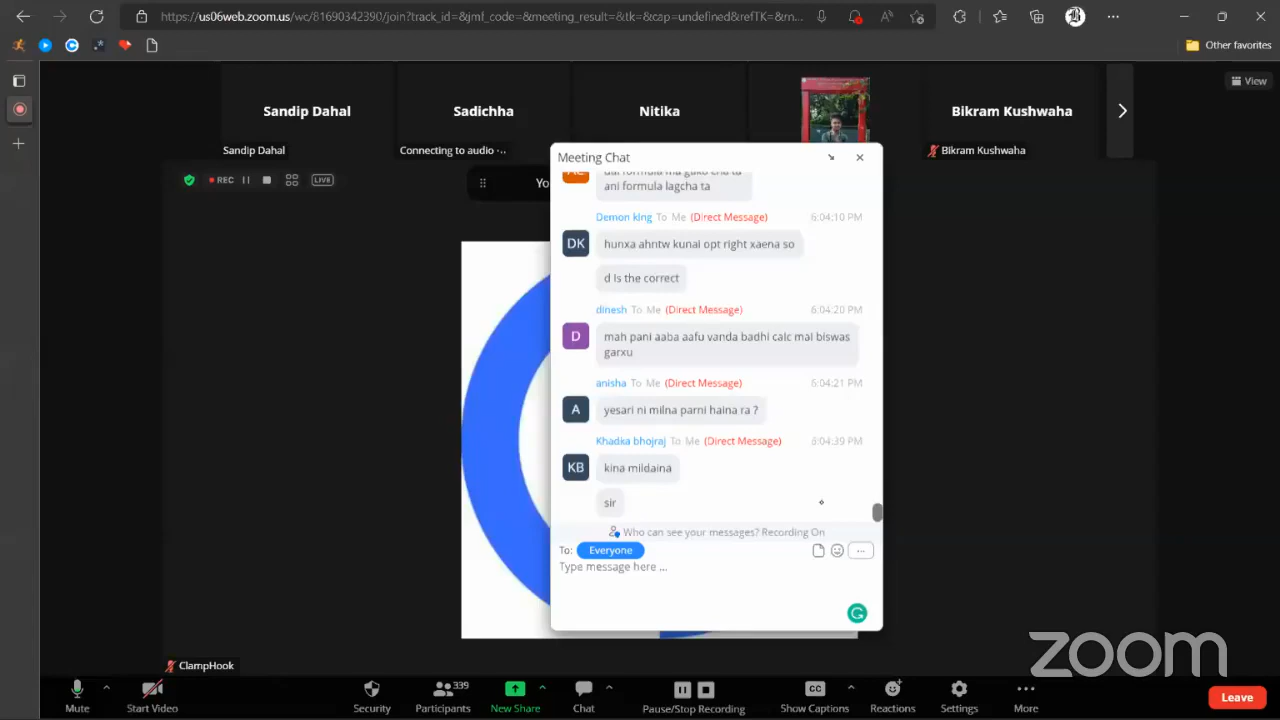 https://us06web.zoom.us/wc/81690342390/join?track_id=&jmf_code=&meeting_result=&tk=&cap=undefined&refTK=&rn...
Other favorites
View
Sandip Dahal
Sadichha
Nitika
Bikram Kushwaha
Sandip Dahal
Connecting to audio
Bikram Kushwaha
REC
LIVE
Yo
Meeting Chat
ani formula lagcha ta
Demon king To Me (Direct Message) 6:04:10 PM
DK
hunxa ahntw kunai opt right xaena so
d is the correct
dinesh To Me (Direct Message) 6:04:20 PM
D
mah pani aaba aafu vanda badhi calc mai biswas
garxu
anisha To Me (Direct Message) 6:04:21 PM
A
yesari ni milna parni haina ra ?
Khadka bhojraj To Me (Direct Message) 6:04:39 PM
KB
kina mildaina
sir
Who can see your messages? Recording On
To: Everyone
Type message here ...
ClampHook
zoom
339
CC
Mute
Start Video
Security
Participants
New Share
Chat
Pause/Stop Recording
Show Captions
Reactions
Settings
More
Leave